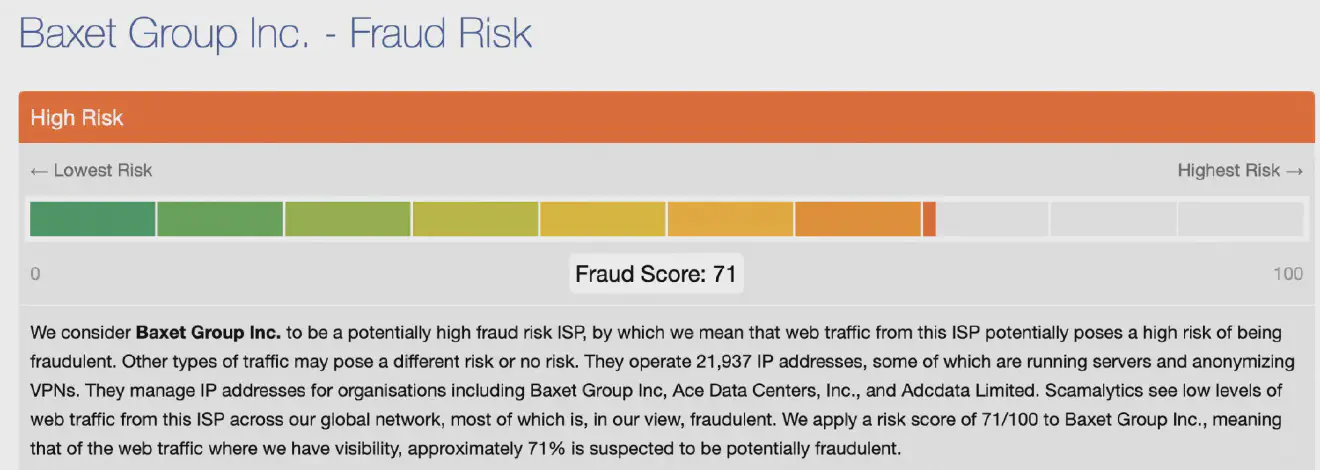 Baxet Group Inc. - Fraud Risk
High Risk
← Lowest Risk
Highest Risk →
0
Fraud Score: 71
100
We consider Baxet Group Inc. to be a potentially high fraud risk ISP, by which we mean that web traffic from this ISP potentially poses a high risk of being
fraudulent. Other types of traffic may pose a different risk or no risk. They operate 21,937 IP addresses, some of which are running servers and anonymizing
VPNs. They manage IP addresses for organisations including Baxet Group Inc, Ace Data Centers, Inc., and Adcdata Limited. Scamalytics see low levels of
web traffic from this ISP across our global network, most of which is, in our view, fraudulent. We apply a risk score of 71/100 to Baxet Group Inc., meaning
that of the web traffic where we have visibility, approximately 71% is suspected to be potentially fraudulent.